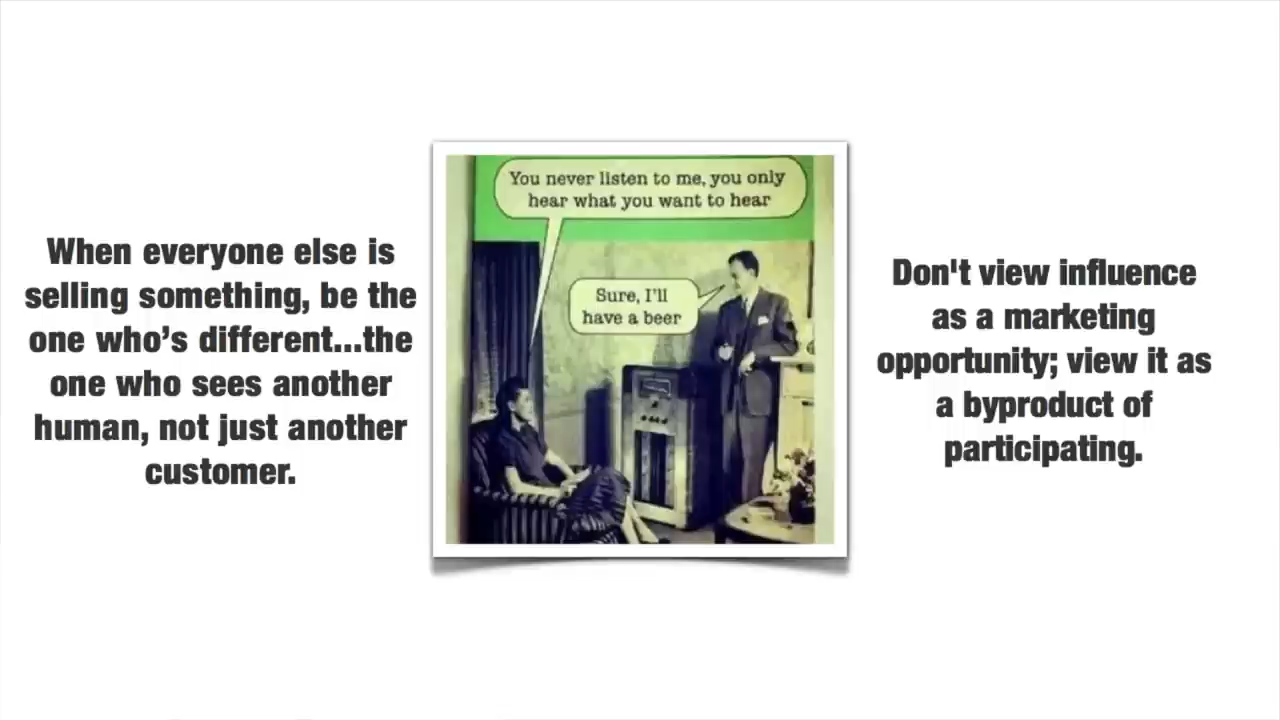 When everyone else is
selling something, be the
one who’s different...the
one who sees another
human, not just another
customer.
You never listen to me, you only
hear what you want to hear
Sure, I'll
have a beer
Don't view influence
as a marketing
opportunity; view it as
a byproduct of
participating.